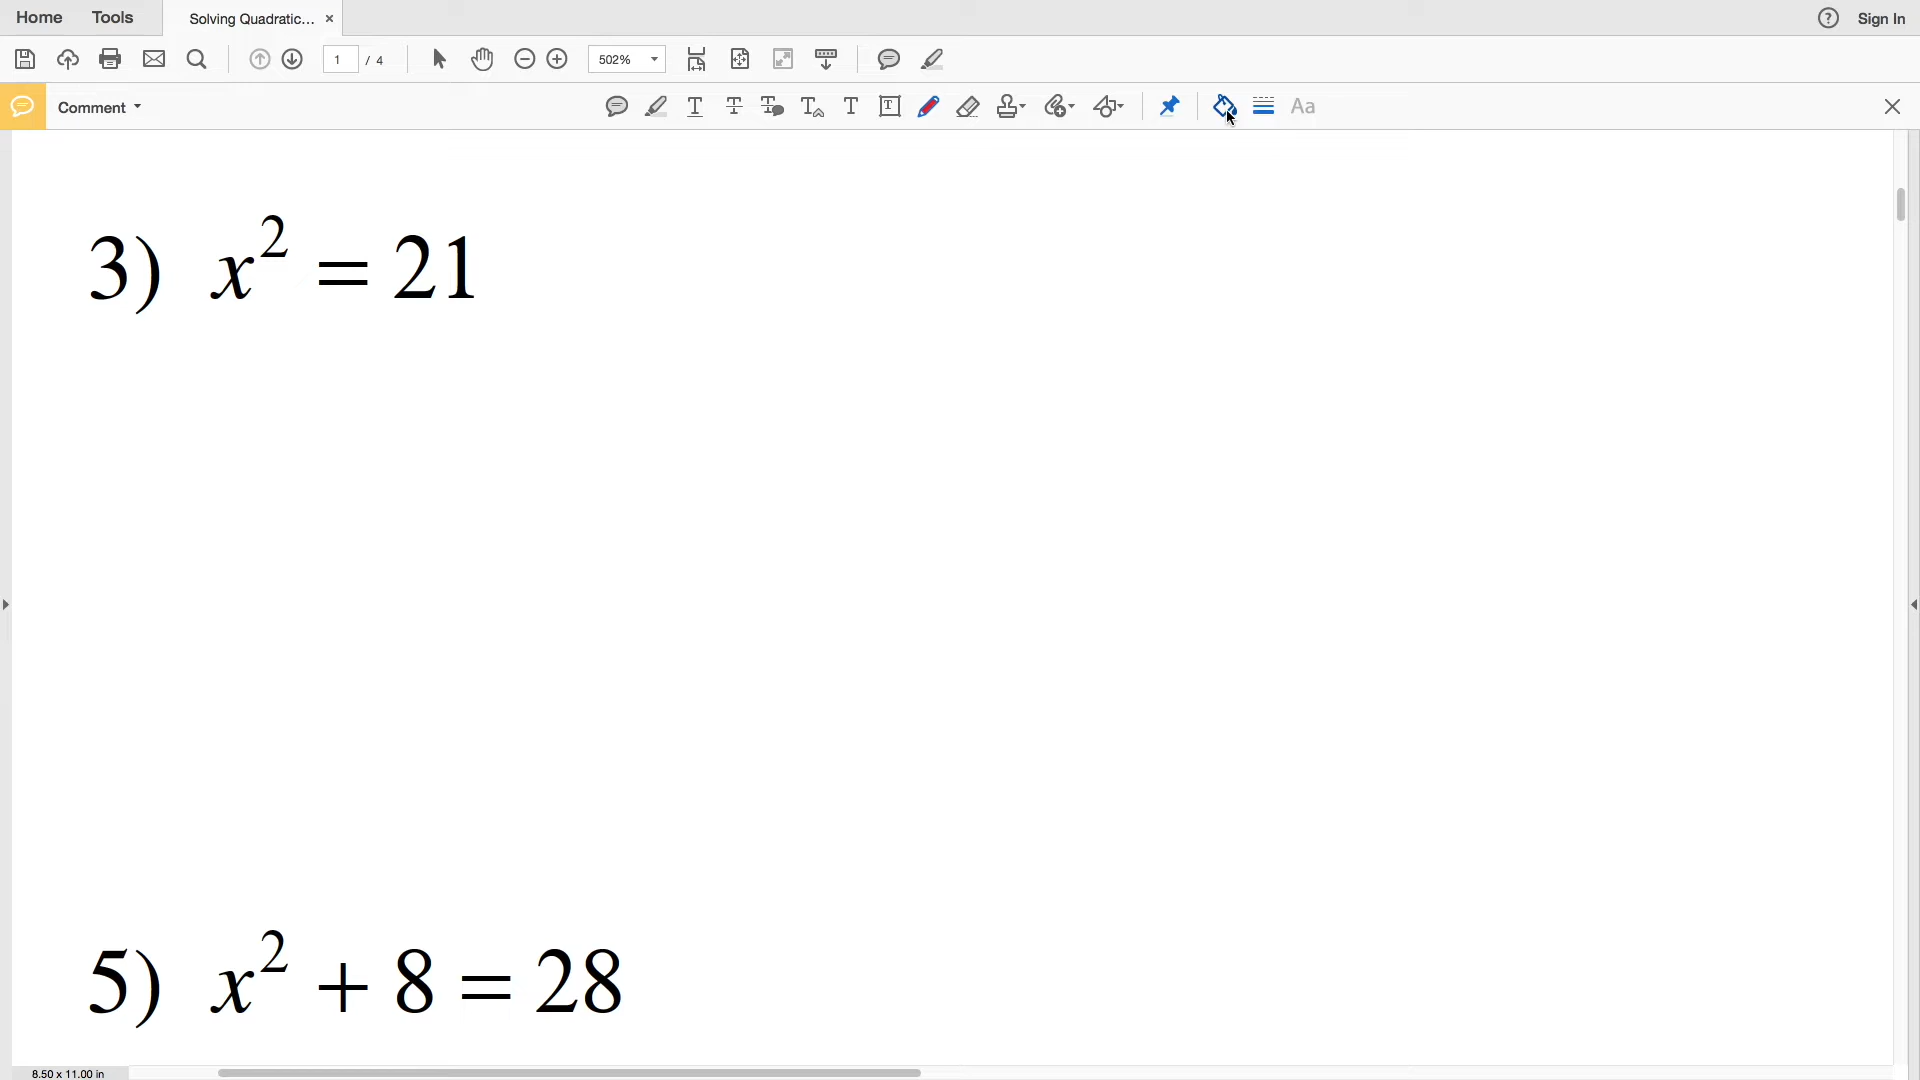 Home Tools Solving Quadratic... × ? Sign In
1 / 4 502%
Comment T T T T T T Aa
3) x² = 21
5) x² + 8 = 28
8.50 x 11.00 in